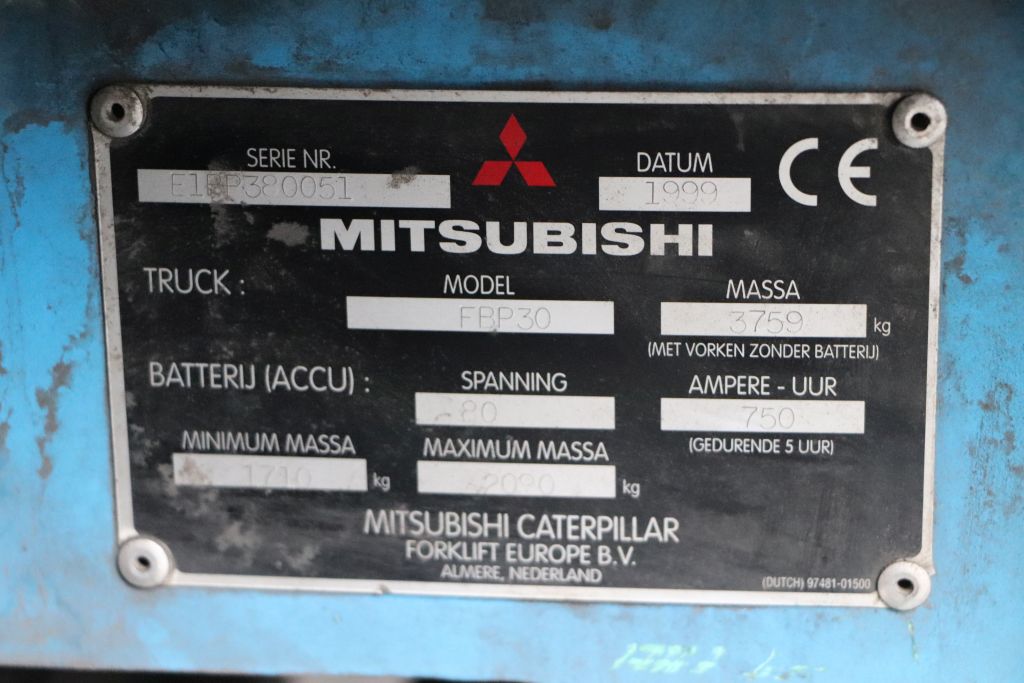 SERIE NR.
DATUM
CE
1999
MITSUBISHI
TRUCK :
MODEL
MASSA
FBP30
3759 kg
(MET VORKEN ZONDER BATTERIJ)
BATTERIJ (ACCU) :
SPANNING
AMPERE - UUR
80
750
(GEDURENDE 5 UUR)
MINIMUM MASSA
MAXIMUM MASSA
1710 kg
kg
MITSUBISHI CATERPILLAR
FORKLIFT EUROPE B.V.
ALMERE, NEDERLAND
(DUTCH) 97481-01500